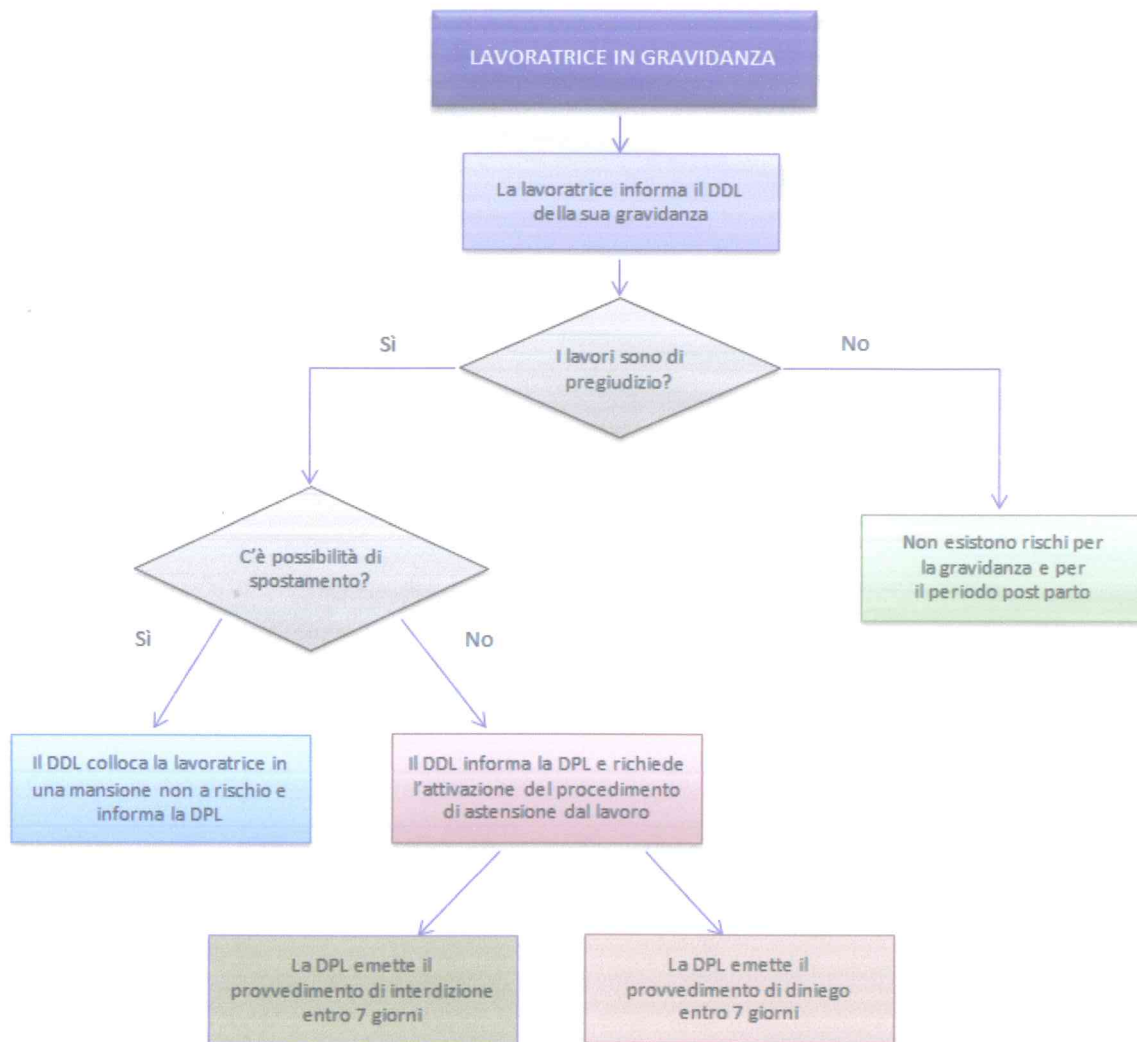 LAVORATRICE IN GRAVIDANZA
La lavoratrice informa il DDL
della sua gravidanza
Sì
No
I lavori sono di
pregiudizio?
C'è possibilità di
spostamento?
Non esistono rischi per
la gravidanza e per
il periodo post parto
Sì
No
Il DDL colloca la lavoratrice in
una mansione non a rischio e
informa la DPL
Il DDL informa la DPL e richiede
l'attivazione del procedimento
di astensione dal lavoro
La DPL emette il
provvedimento di interdizione
entro 7 giorni
La DPL emette il
provvedimento di diniego
entro 7 giorni